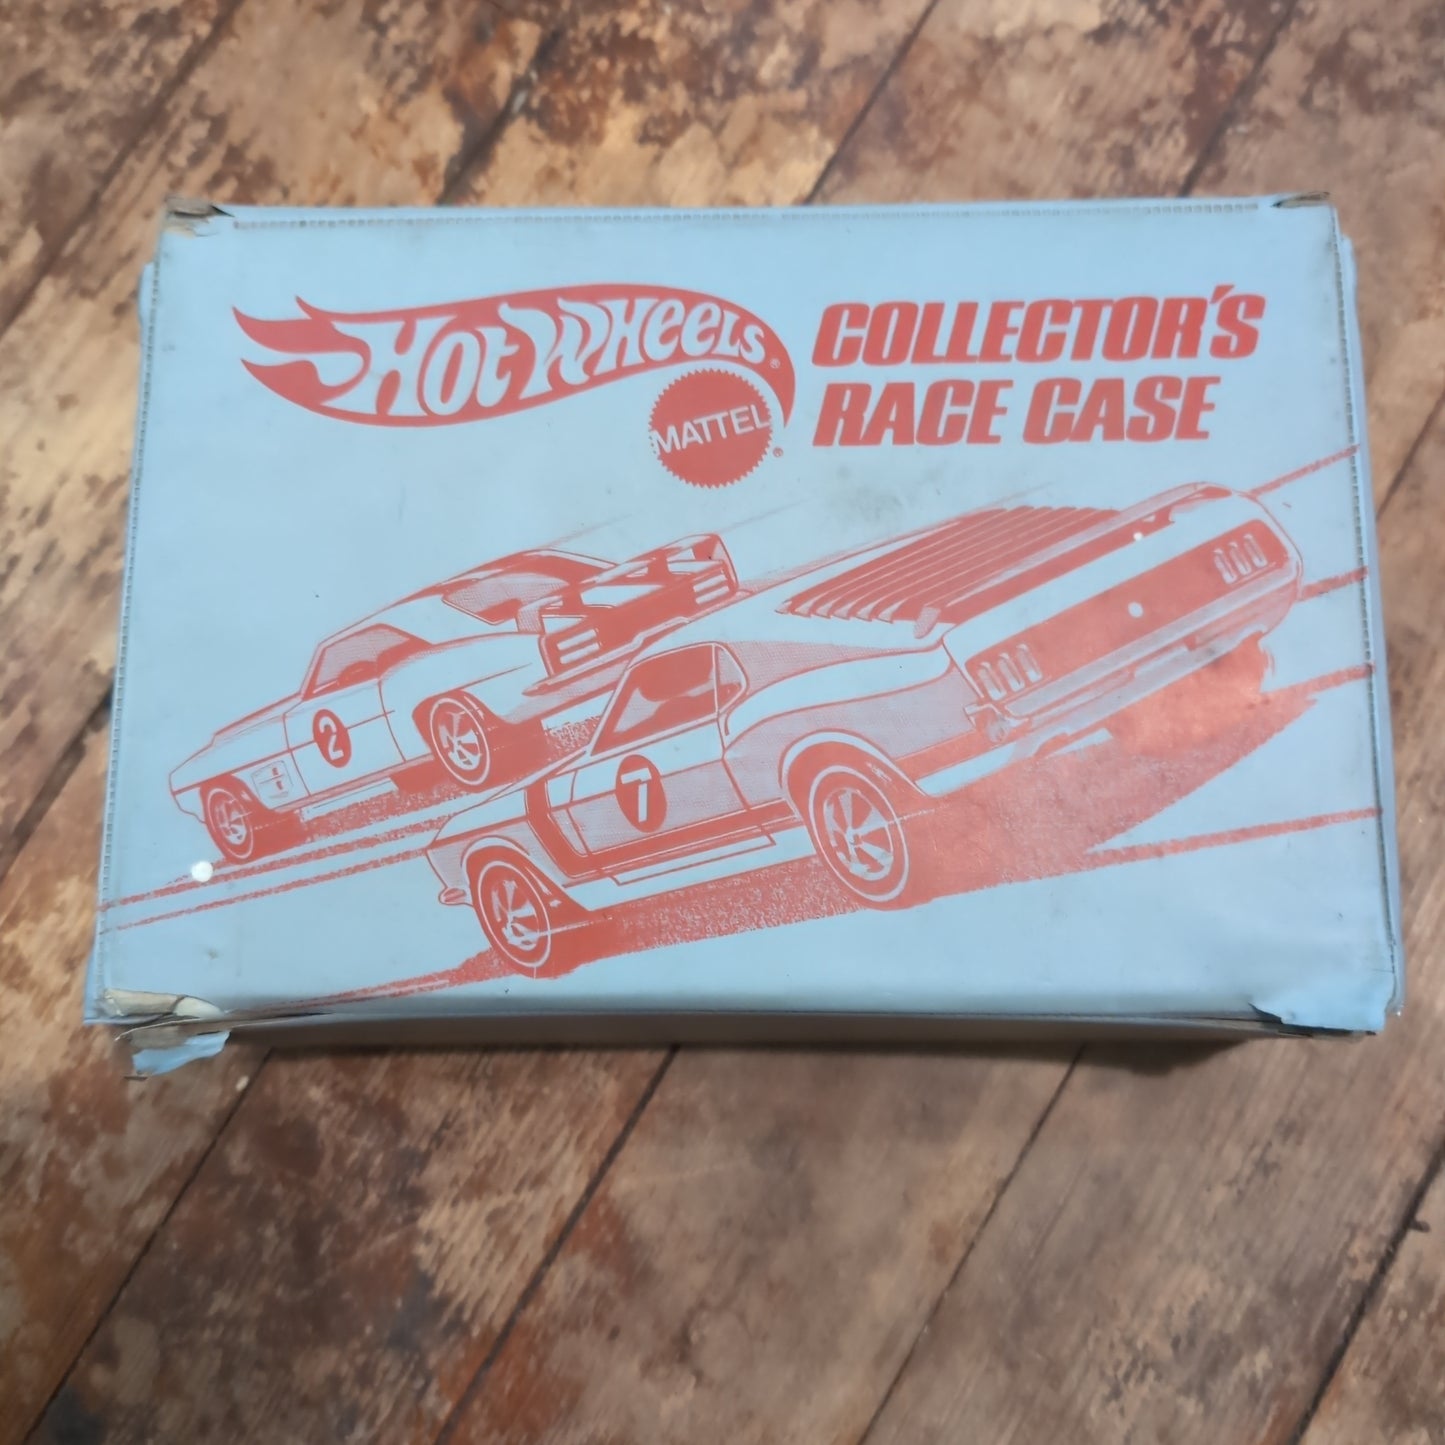 HOT WHEELS®
MATTEL®
COLLECTOR'S
RACE CASE
2
7